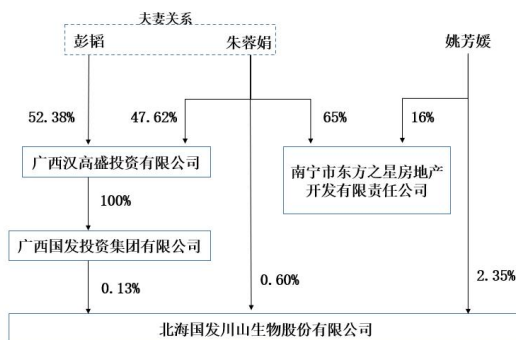 夫妻关系
彭韬
朱蓉娟
姚芳媛
52.38%
47.62%
65%
16%
广西汉高盛投资有限公司
南宁市东方之星房地产
开发有限责任公司
100%
广西国发投资集团有限公司
0.13%
0.60%
2.35%
北海国发川山生物股份有限公司